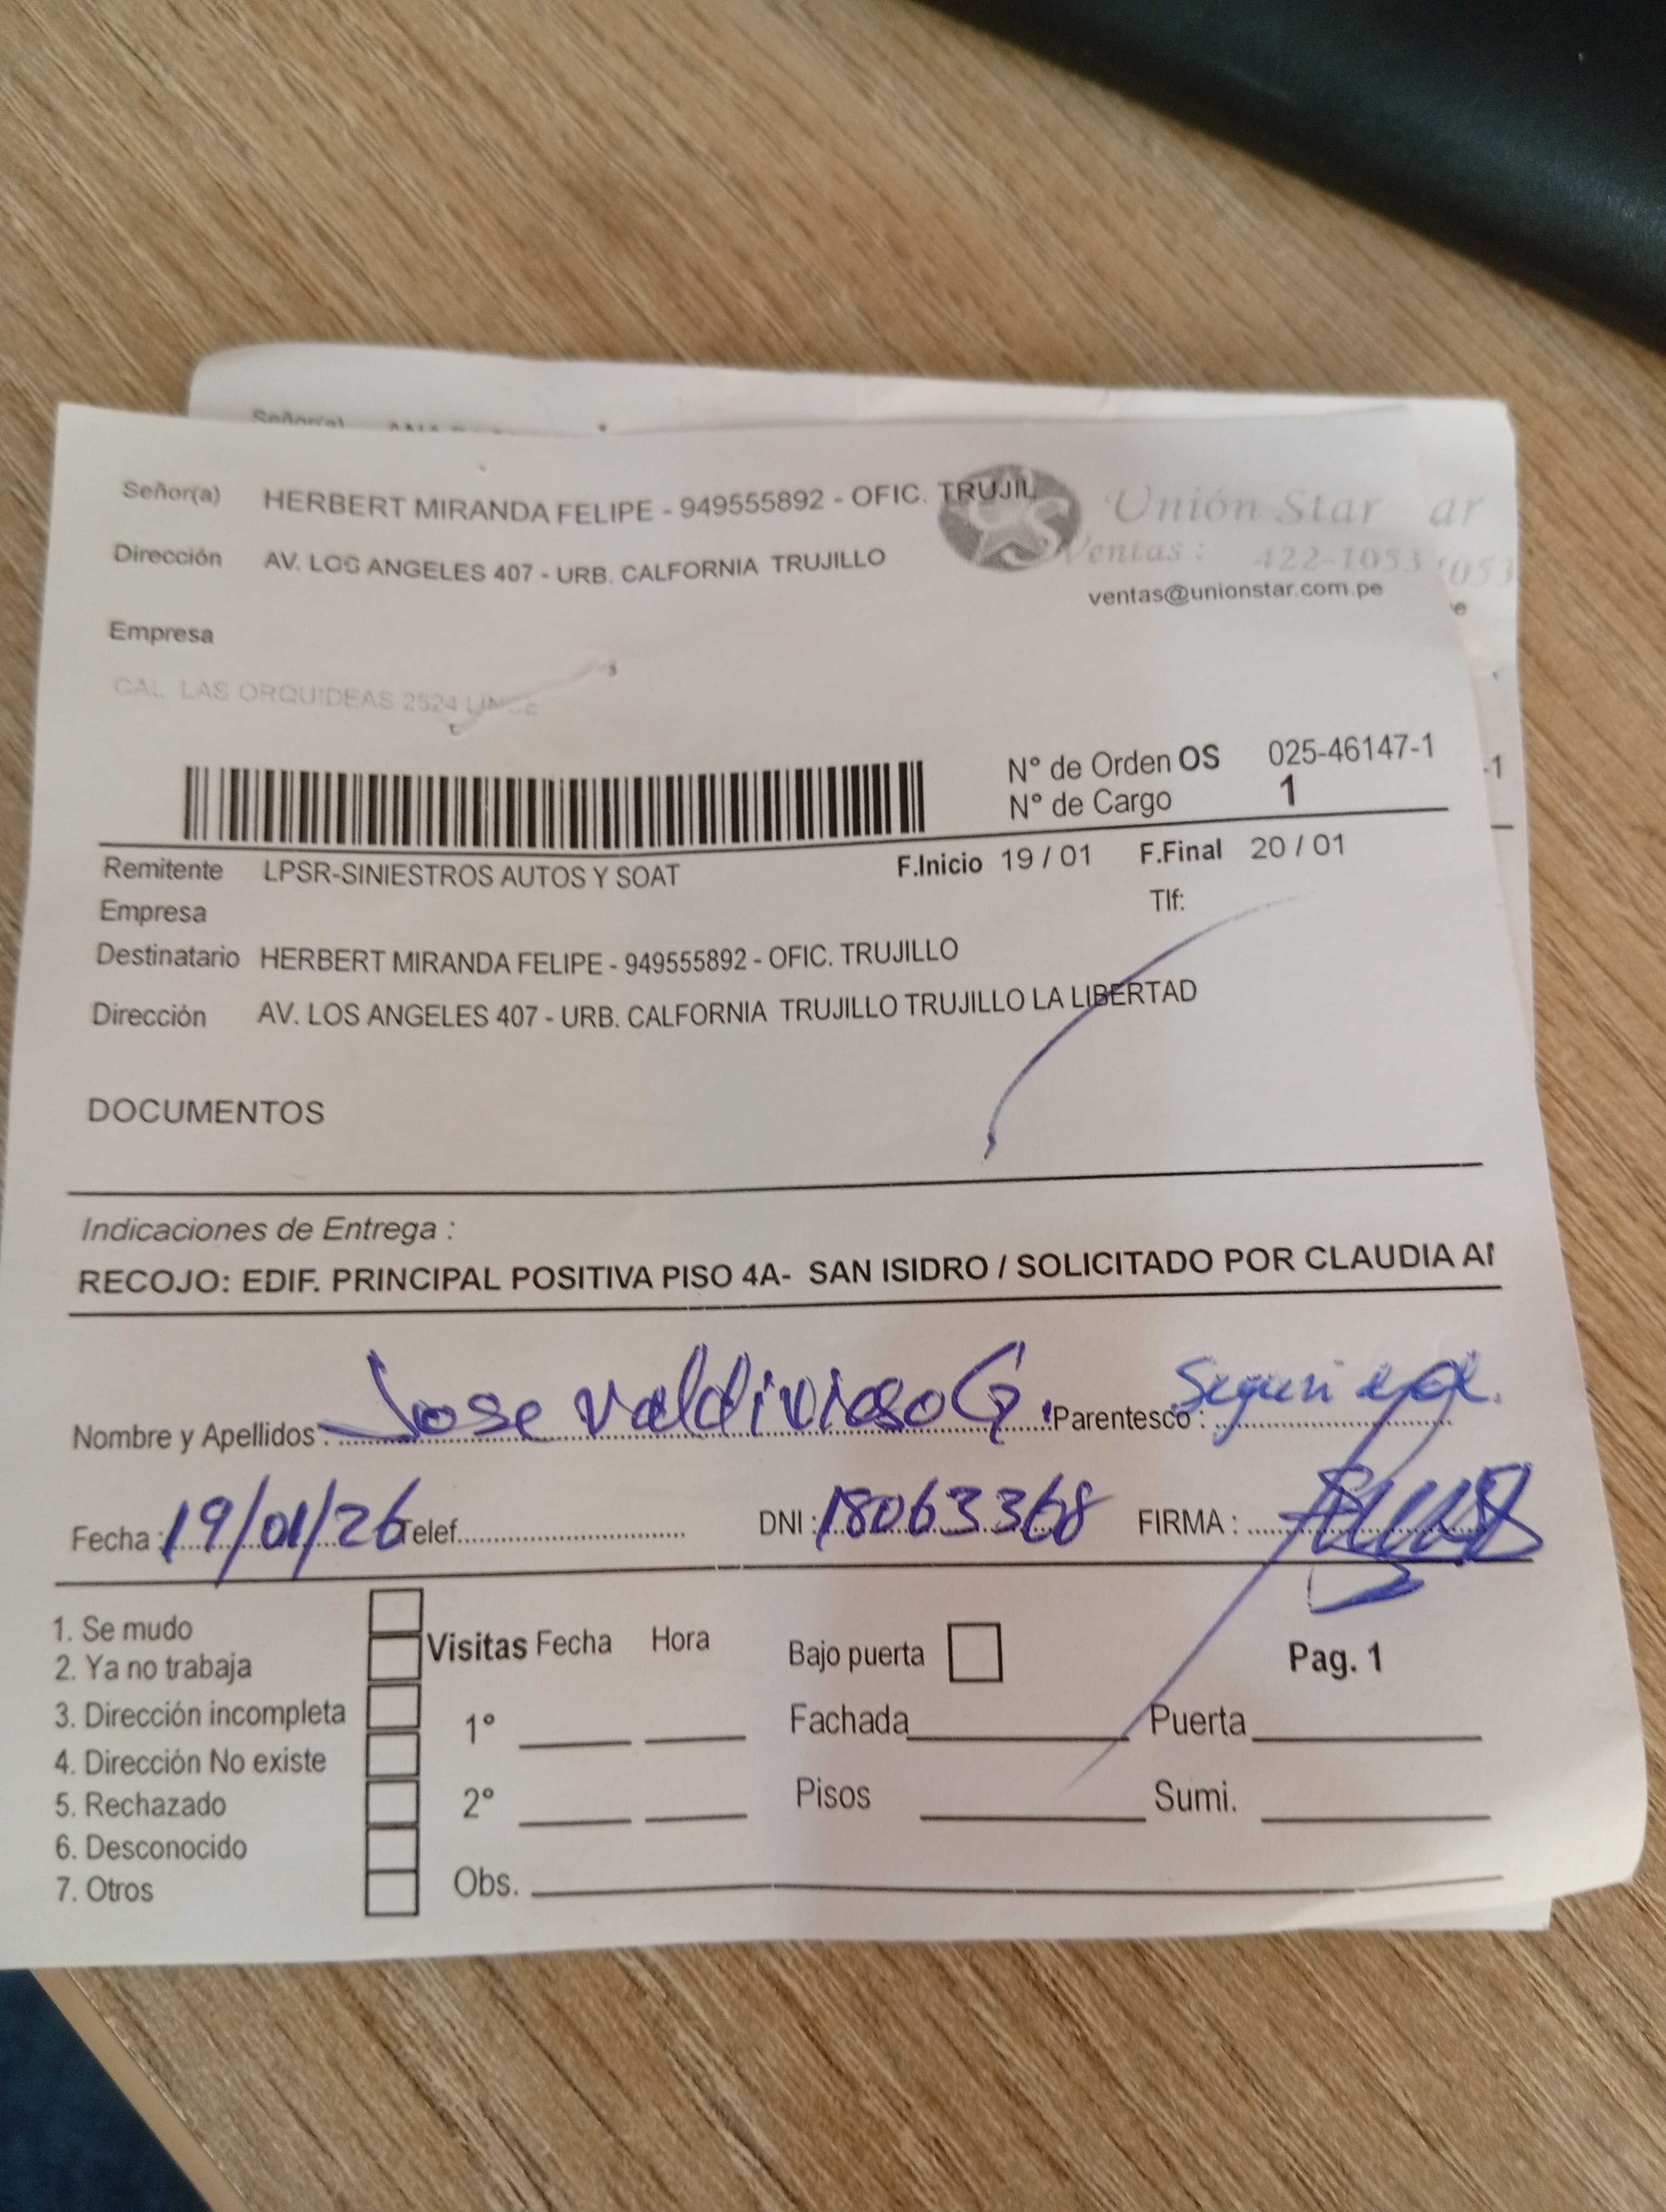 Señor(a)
Señor(a) HERBERT MIRANDA FELIPE - 949555892 - OFIC. TRUJIL
Unión Star ar
Dirección AV. LOS ANGELES 407 - URB. CALFORNIA TRUJILLO
Ventas : 422-1053 1053
ventas@unionstar.com.pe e
Empresa
CAL LAS ORQUIDEAS 2524 LINCE
N° de Orden OS 025-46147-1 -1
N° de Cargo 1
Remitente LPSR-SINIESTROS AUTOS Y SOAT F.Inicio 19 / 01 F.Final 20 / 01
Empresa Tlf:
Destinatario HERBERT MIRANDA FELIPE - 949555892 - OFIC. TRUJILLO
Dirección AV. LOS ANGELES 407 - URB. CALFORNIA TRUJILLO TRUJILLO LA LIBERTAD
DOCUMENTOS
Indicaciones de Entrega :
RECOJO: EDIF. PRINCIPAL POSITIVA PISO 4A- SAN ISIDRO / SOLICITADO POR CLAUDIA
Nombre y Apellidos : Jose Valdivieso G. Parentesco :
Fecha : 19/01/26 Telef. DNI : 18063368 FIRMA :
1. Se mudo
2. Ya no trabaja
3. Dirección incompleta
4. Dirección No existe
5. Rechazado
6. Desconocido
7. Otros
Visitas Fecha Hora
1°
2°
Obs.
Bajo puerta Pag. 1
Fachada Puerta
Pisos Sumi.